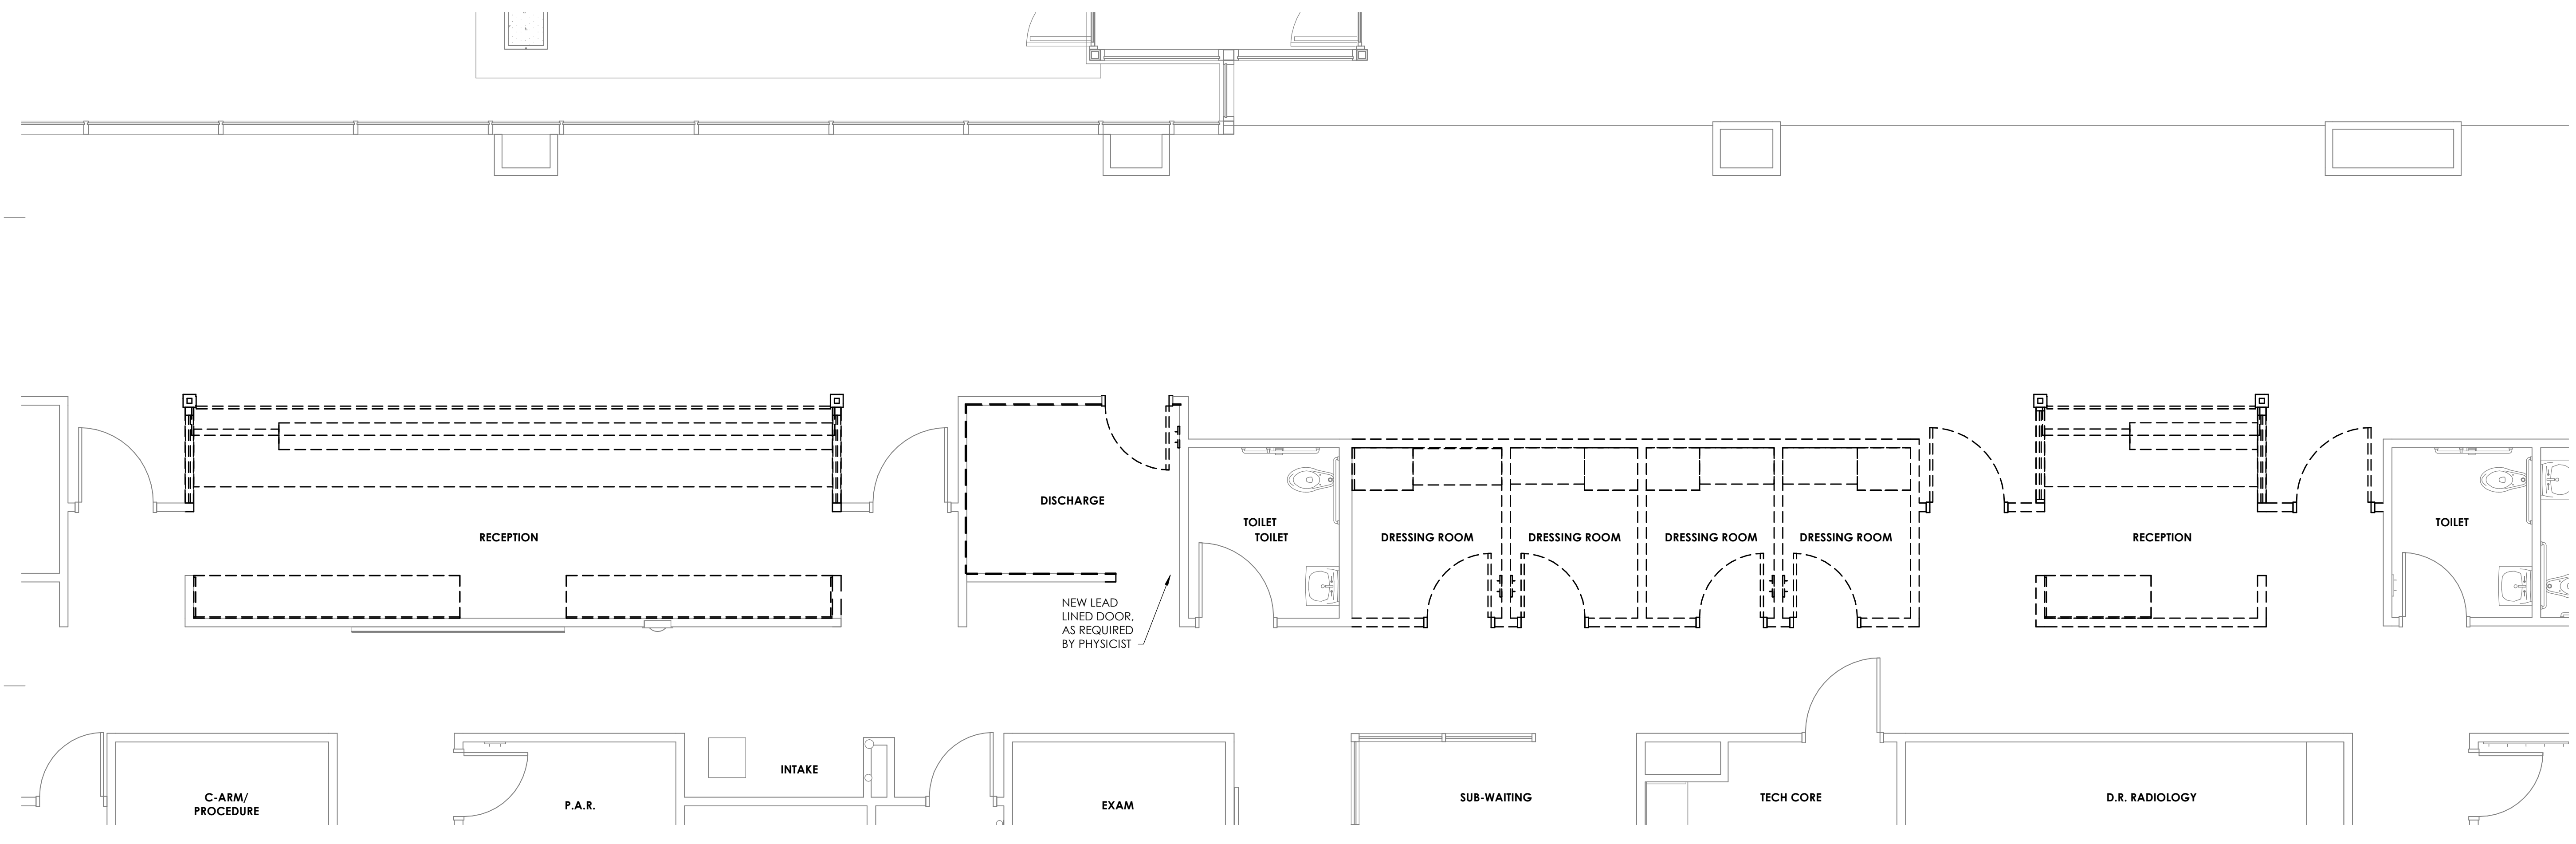 DISCHARGE
TOILET
TOILET
TOILET
RECEPTION
DRESSING ROOM
DRESSING ROOM
DRESSING ROOM
DRESSING ROOM
RECEPTION
NEW LEAD
LINED DOOR,
AS REQUIRED
BY PHYSICIST
INTAKE
C-ARM/
PROCEDURE
P.A.R.
EXAM
SUB-WAITING
TECH CORE
D.R. RADIOLOGY